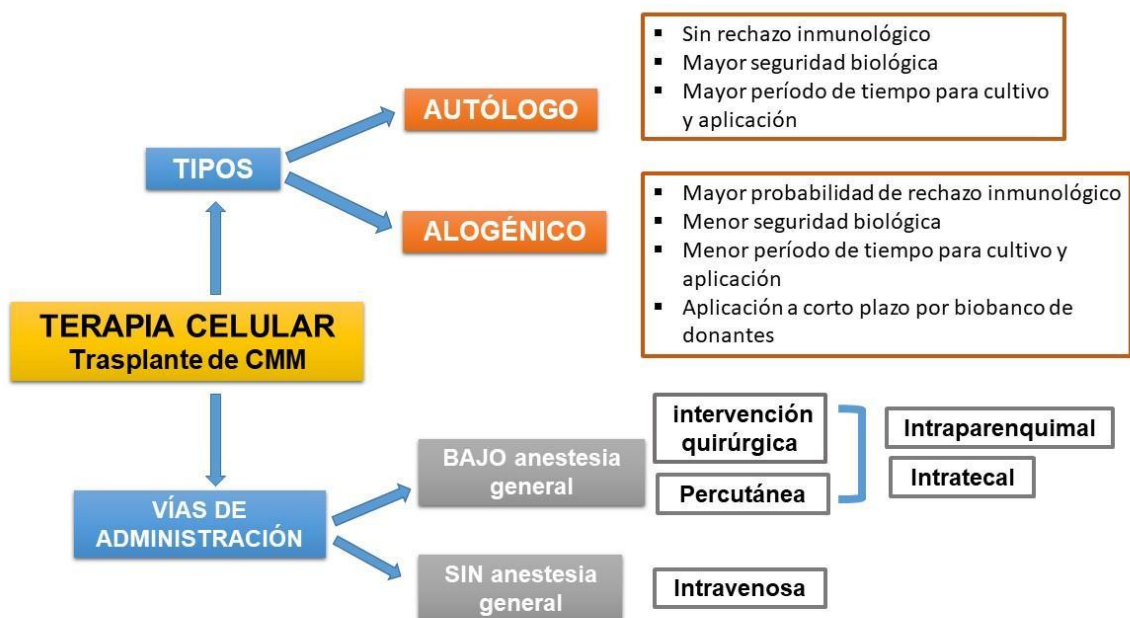 ▪ Sin rechazo inmunológico
▪ Mayor seguridad biológica
▪ Mayor período de tiempo para cultivo
y aplicación
AUTÓLOGO
TIPOS
▪ Mayor probabilidad de rechazo inmunológico
▪ Menor seguridad biológica
▪ Menor período de tiempo para cultivo y
aplicación
▪ Aplicación a corto plazo por biobanco de
donantes
ALOGÉNICO
TERAPIA CELULAR
Trasplante de CMM
VÍAS DE
ADMINISTRACIÓN
BAJO anestesia
general
intervención
quirúrgica
Percutánea
Intraparenquimal
Intratecal
SIN anestesia
general
Intravenosa